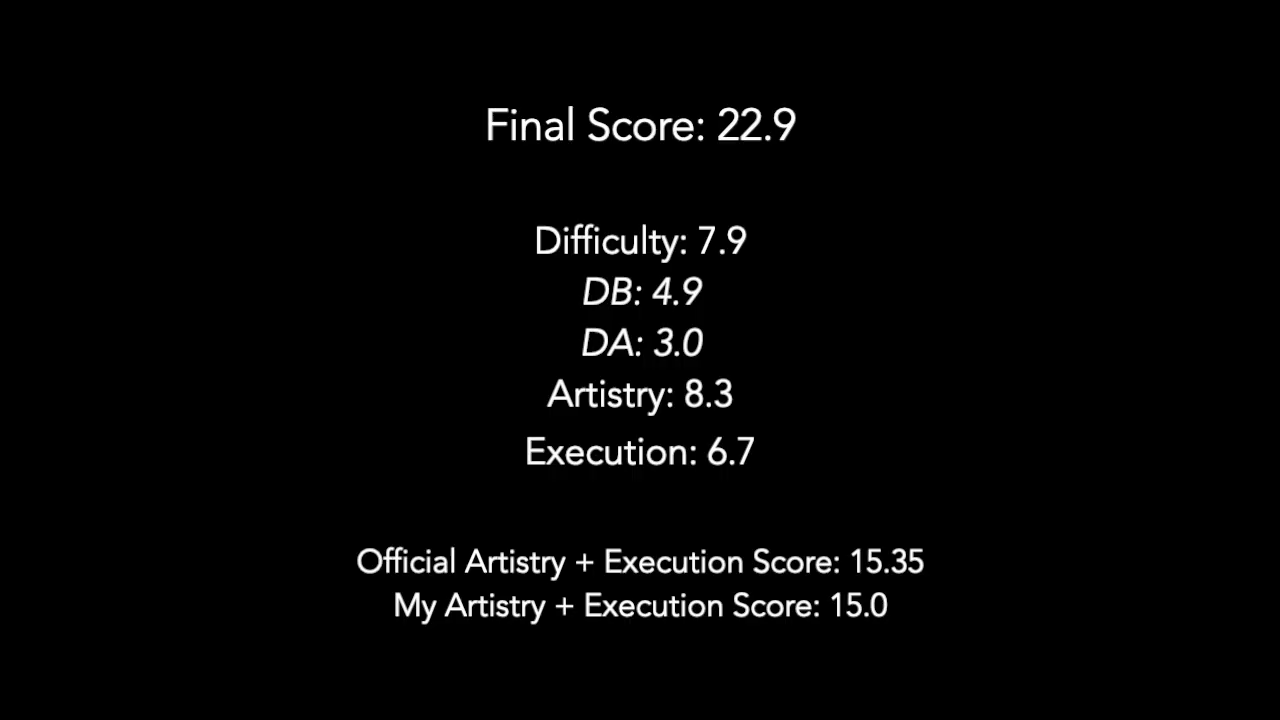 Final Score: 22.9
Difficulty: 7.9
DB: 4.9
DA: 3.0
Artistry: 8.3
Execution: 6.7
Official Artistry + Execution Score: 15.35
My Artistry + Execution Score: 15.0